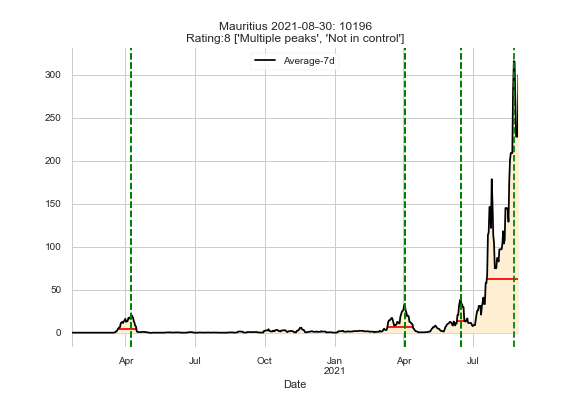 Mauritius 2021-08-30: 10196
Rating:8 ['Multiple peaks', 'Not in control']
Average-7d
300
250
200
150
100
50
0
Apr Jul Oct Jan Apr Jul
2021
Date